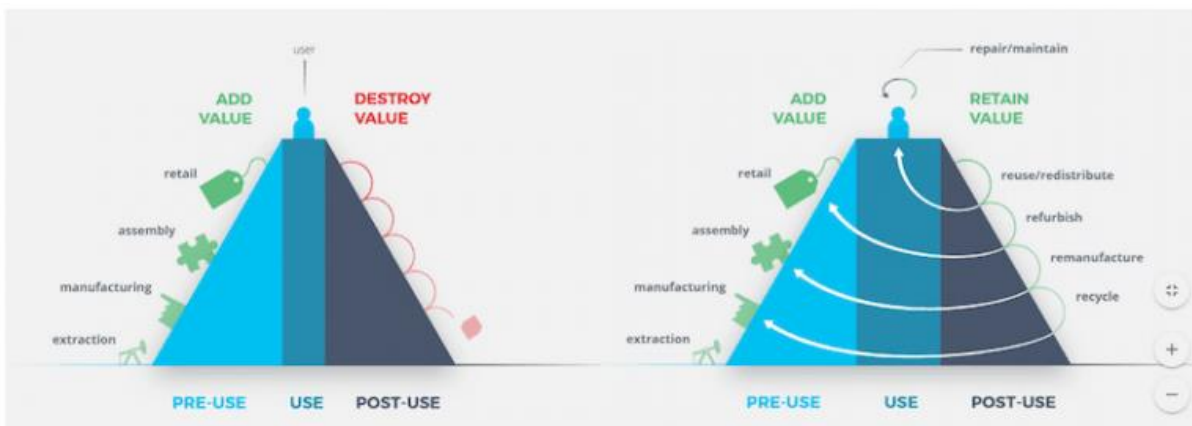 user
ADD
VALUE
DESTROY
VALUE
retail
assembly
manufacturing
extraction
PRE-USE
USE
POST-USE
repair/maintain
ADD
VALUE
RETAIN
VALUE
retail
reuse/redistribute
refurbish
assembly
remanufacture
manufacturing
recycle
extraction
PRE-USE
USE
POST-USE